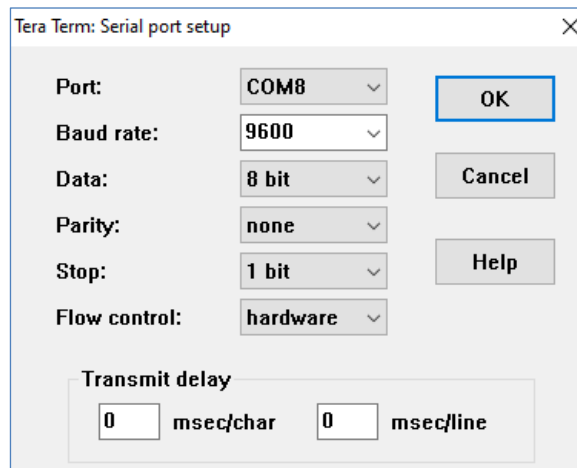 Tera Term: Serial port setup
Port: COM8 OK
Baud rate: 9600
Data: 8 bit Cancel
Parity: none
Stop: 1 bit Help
Flow control: hardware
Transmit delay
0 msec/char 0 msec/line